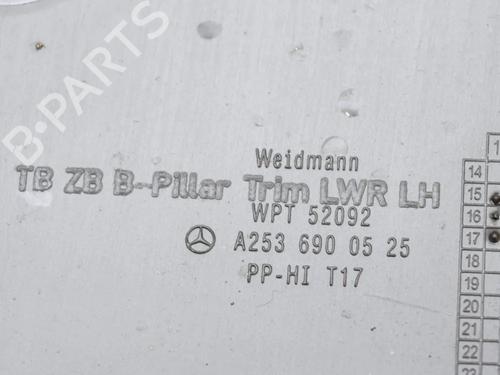 B-PARTS
Weidmann
TB ZB B-Pillar Trim LWR LH
WPT 52092
A253 690 05 25
PP-HI T17
14
15
16
17
18
19
20
21
22
23